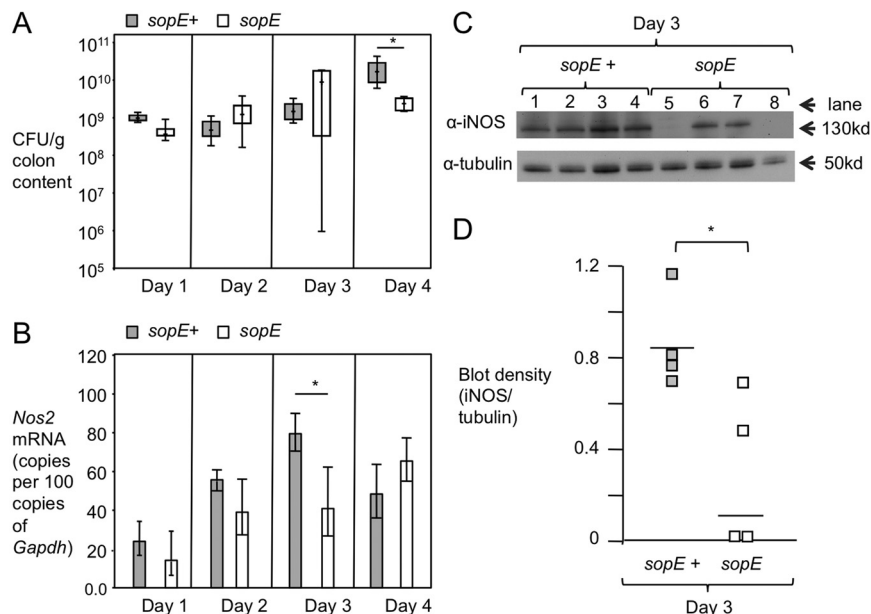 A
sopE+ sopE
10¹¹
10¹⁰
10⁹
10⁸
10⁷
10⁶
10⁵
CFU/g
colon
content
*
Day 1 Day 2 Day 3 Day 4
B
sopE+ sopE
120
100
80
60
40
20
0.0
Nos2
mRNA
(copies
per 100
copies
of
Gapdh)
*
Day 1 Day 2 Day 3 Day 4
C
Day 3
sopE + sopE
1 2 3 4 5 6 7 8 lane
α-iNOS 130kd
α-tubulin 50kd
D
*
1.2
0.8
0.4
0
Blot density
(iNOS/
tubulin)
sopE + sopE
Day 3